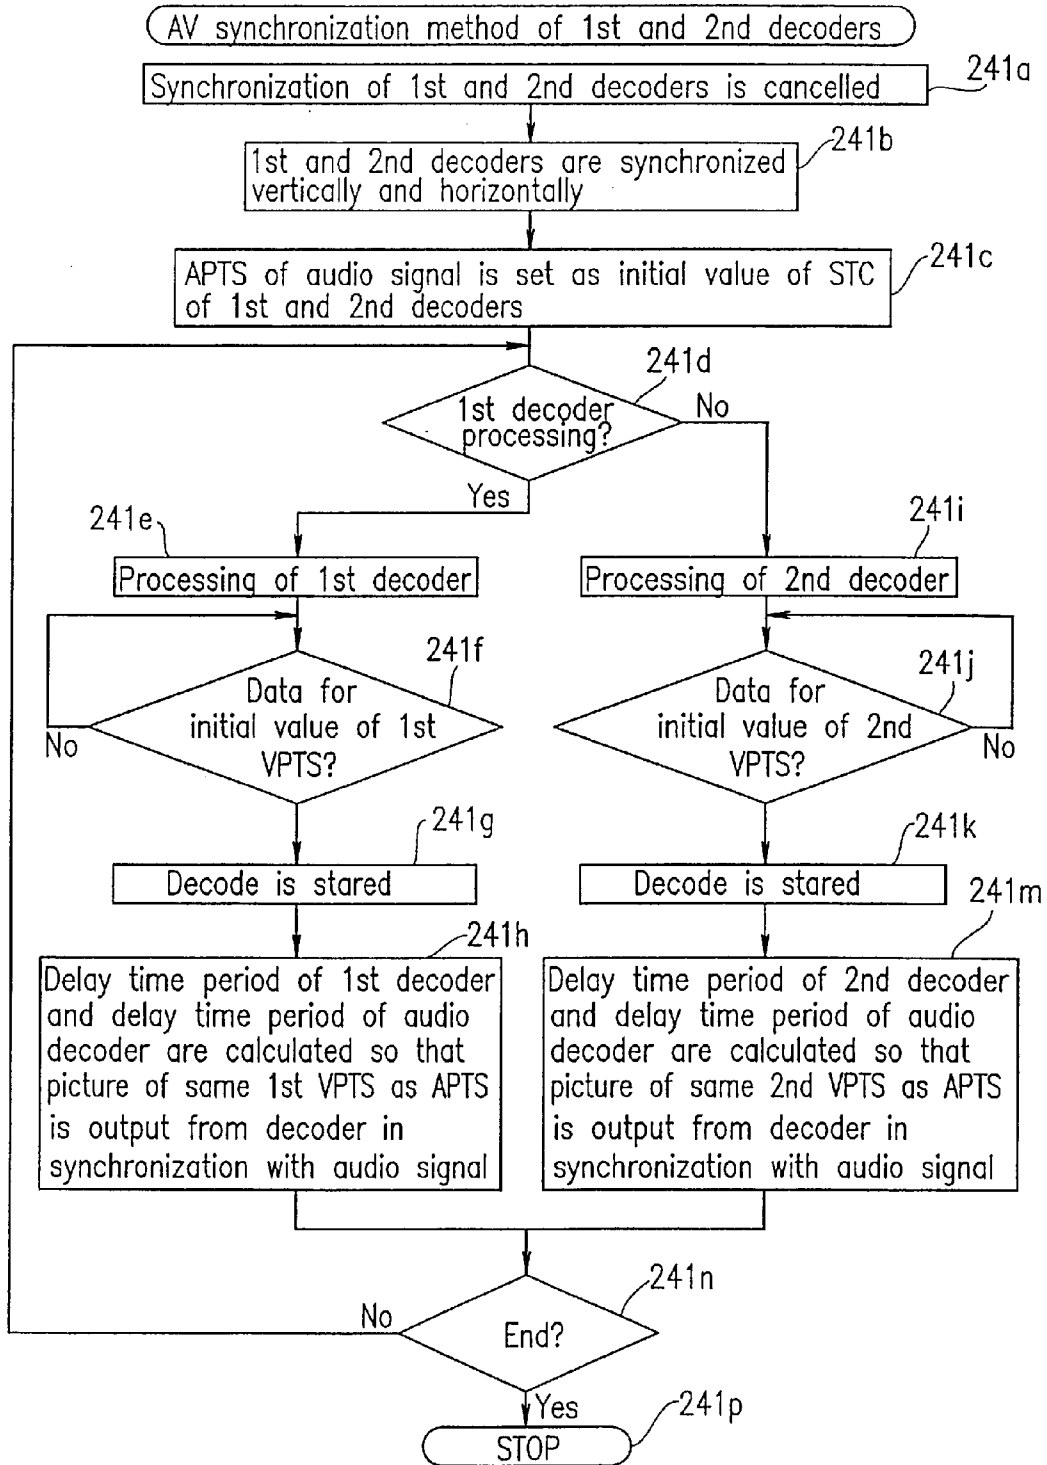 AV synchronization method of 1st and 2nd decoders
241a
Synchronization of 1st and 2nd decoders is cancelled
241b
1st and 2nd decoders are synchronized
vertically and horizontally
241c
APTS of audio signal is set as initial value of STC
of 1st and 2nd decoders
241d
1st decoder
processing?
No
Yes
241e
Processing of 1st decoder
241i
Processing of 2nd decoder
241f
Data for
initial value of 1st
VPTS?
No
241j
Data for
initial value of 2nd
VPTS?
No
241g
Decode is stared
241k
Decode is stared
241h
Delay time period of 1st decoder
and delay time period of audio
decoder are calculated so that
picture of same 1st VPTS as APTS
is output from decoder in
synchronization with audio signal
241m
Delay time period of 2nd decoder
and delay time period of audio
decoder are calculated so that
picture of same 2nd VPTS as APTS
is output from decoder in
synchronization with audio signal
241n
No
End?
Yes
241p
STOP